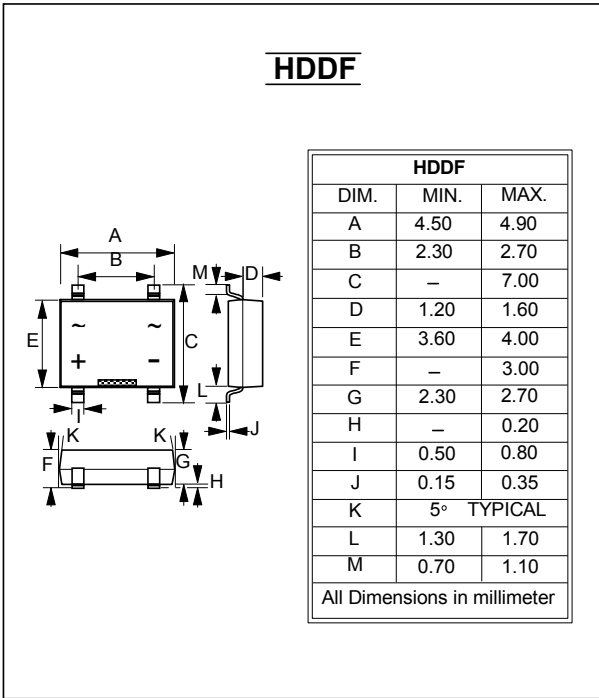 HDDF
HDDF
DIM. MIN. MAX.
A 4.50 4.90
B 2.30 2.70
C – 7.00
D 1.20 1.60
E 3.60 4.00
F – 3.00
G 2.30 2.70
H – 0.20
I 0.50 0.80
J 0.15 0.35
K 5° TYPICAL
L 1.30 1.70
M 0.70 1.10
All Dimensions in millimeter
A
B
M
D
E
~ ~
C
+ -
L
I
J
K K
F
G
H